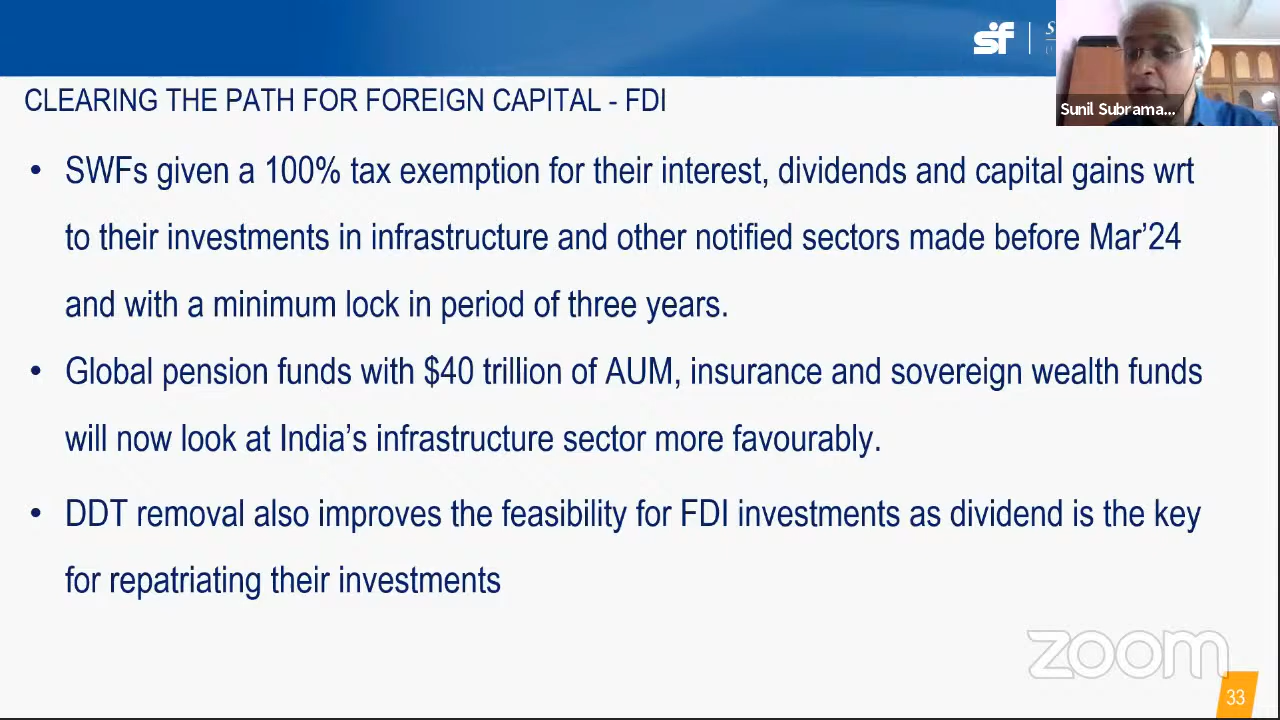 sf
CLEARING THE PATH FOR FOREIGN CAPITAL - FDI
Sunil Subrama...
• SWFs given a 100% tax exemption for their interest, dividends and capital gains wrt
to their investments in infrastructure and other notified sectors made before Mar’24
and with a minimum lock in period of three years.
• Global pension funds with $40 trillion of AUM, insurance and sovereign wealth funds
will now look at India’s infrastructure sector more favourably.
• DDT removal also improves the feasibility for FDI investments as dividend is the key
for repatriating their investments
zoom
33